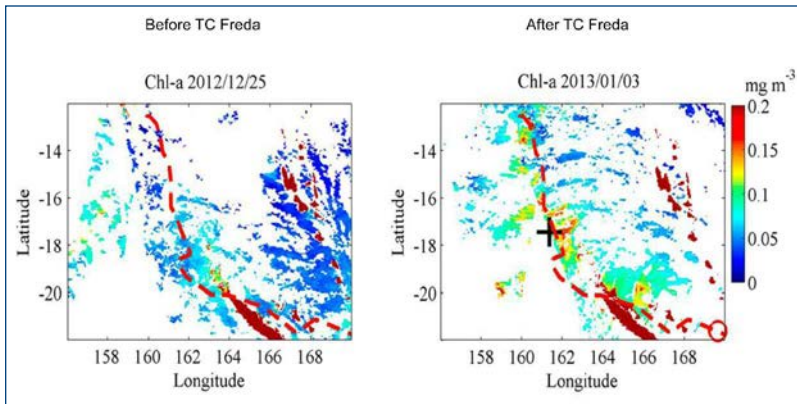 Before TC Freda
After TC Freda
Chl-a 2012/12/25
Chl-a 2013/01/03
mg m⁻³
0.2
0.15
0.1
0.05
0
Latitude
-14
-16
-18
-20
158 160 162 164 166 168
Longitude
Latitude
-14
-16
-18
-20
158 160 162 164 166 168
Longitude